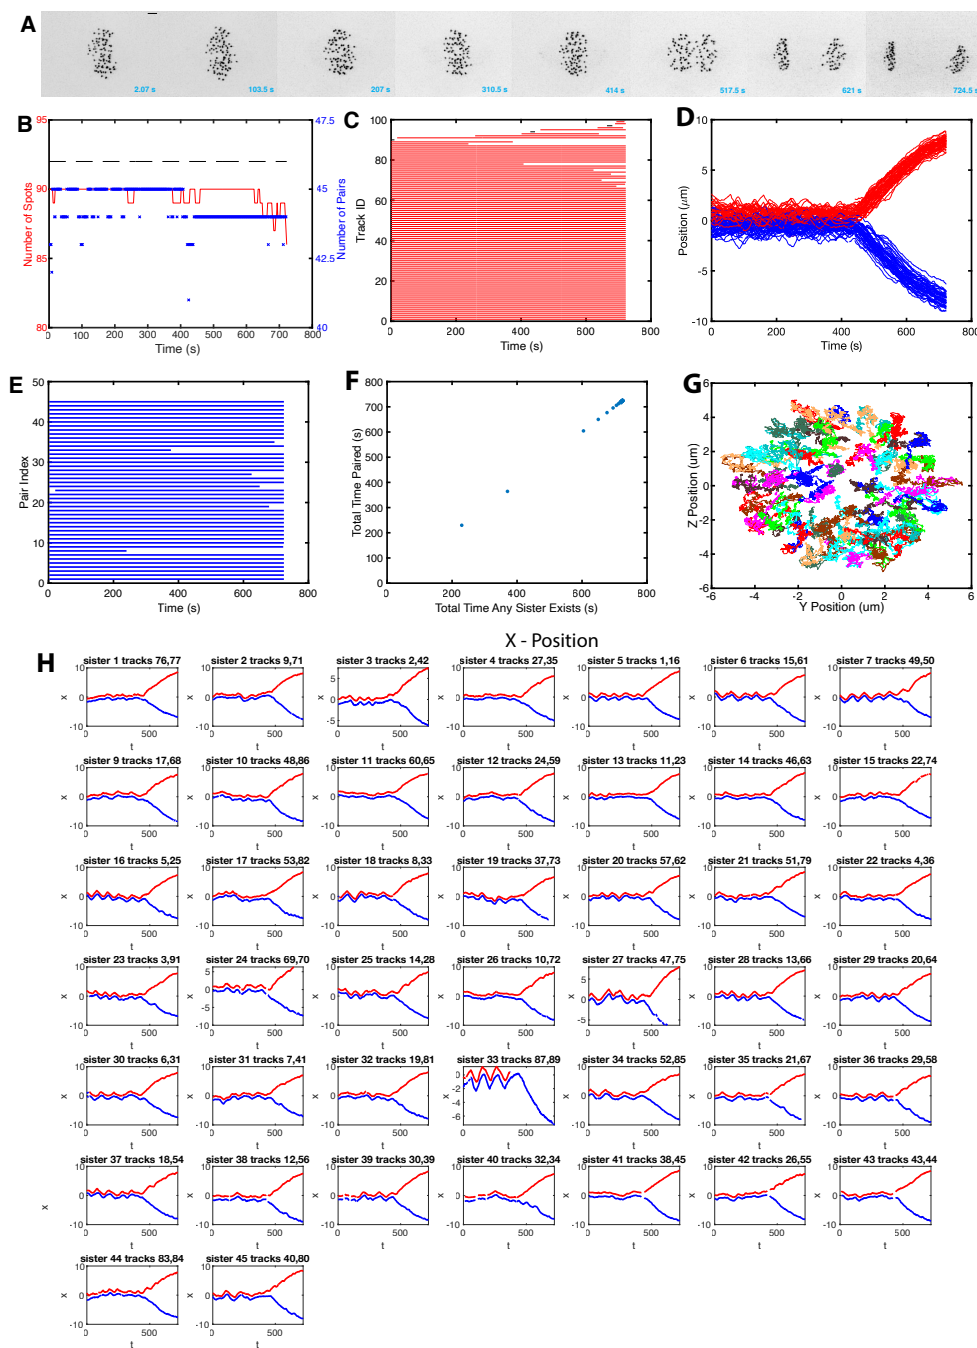 A
2.07 s 103.5 s 207 s 310.5 s 414 s 517.5 s 621 s 724.5 s
B
95
90
85
80
Number of Spots
47.5
45
42.5
40
Number of Pairs
0 100 200 300 400 500 600 700 800
Time (s)
C
100
80
60
40
20
0
Track ID
0 200 400 600 800
Time (s)
D
10
5
0
-5
-10
Position (μm)
0 200 400 600 800
Time (s)
E
50
40
30
20
10
0
Pair Index
0 200 400 600 800
Time (s)
F
800
700
600
500
400
300
200
100
0
Total Time Paired (s)
0 200 400 600 800
Total Time Any Sister Exists (s)
G
6
4
2
0
-2
-4
-6
Z Position (um)
-6 -4 -2 0 2 4 6
Y Position (um)
X - Position
H
sister 1 tracks 76,77 sister 2 tracks 9,71 sister 3 tracks 2,42 sister 4 tracks 27,35 sister 5 tracks 1,16 sister 6 tracks 15,61 sister 7 tracks 49,50
sister 9 tracks 17,68 sister 10 tracks 48,86 sister 11 tracks 60,65 sister 12 tracks 24,59 sister 13 tracks 11,23 sister 14 tracks 46,63 sister 15 tracks 22,74
sister 16 tracks 5,25 sister 17 tracks 53,82 sister 18 tracks 8,33 sister 19 tracks 37,73 sister 20 tracks 57,62 sister 21 tracks 51,79 sister 22 tracks 4,36
sister 23 tracks 3,91 sister 24 tracks 69,70 sister 25 tracks 14,28 sister 26 tracks 10,72 sister 27 tracks 47,75 sister 28 tracks 13,66 sister 29 tracks 20,64
sister 30 tracks 6,31 sister 31 tracks 7,41 sister 32 tracks 19,81 sister 33 tracks 87,89 sister 34 tracks 52,85 sister 35 tracks 21,67 sister 36 tracks 29,58
sister 37 tracks 18,54 sister 38 tracks 12,56 sister 39 tracks 30,39 sister 40 tracks 32,34 sister 41 tracks 38,45 sister 42 tracks 26,55 sister 43 tracks 43,44
sister 44 tracks 83,84 sister 45 tracks 40,80